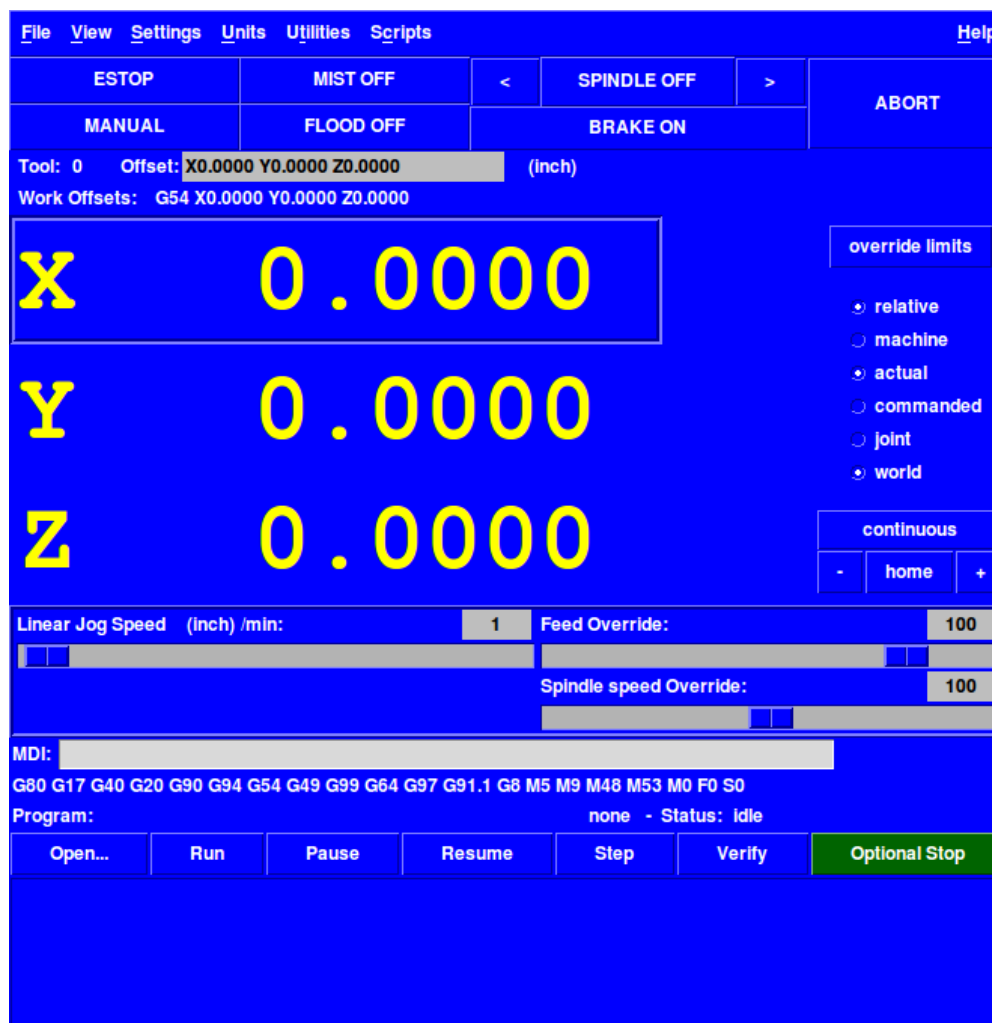 File View Settings Units Utilities Scripts Help
ESTOP MIST OFF < SPINDLE OFF > ABORT
MANUAL FLOOD OFF BRAKE ON
Tool: 0 Offset: X0.0000 Y0.0000 Z0.0000 (inch)
Work Offsets: G54 X0.0000 Y0.0000 Z0.0000
X 0.0000
Y 0.0000
Z 0.0000
override limits
relative
machine
actual
commanded
joint
world
continuous
- home +
Linear Jog Speed (inch) /min: 1 Feed Override: 100
Spindle speed Override: 100
MDI:
G80 G17 G40 G20 G90 G94 G54 G49 G99 G64 G97 G91.1 G8 M5 M9 M48 M53 M0 F0 S0
Program: none - Status: idle
Open... Run Pause Resume Step Verify Optional Stop